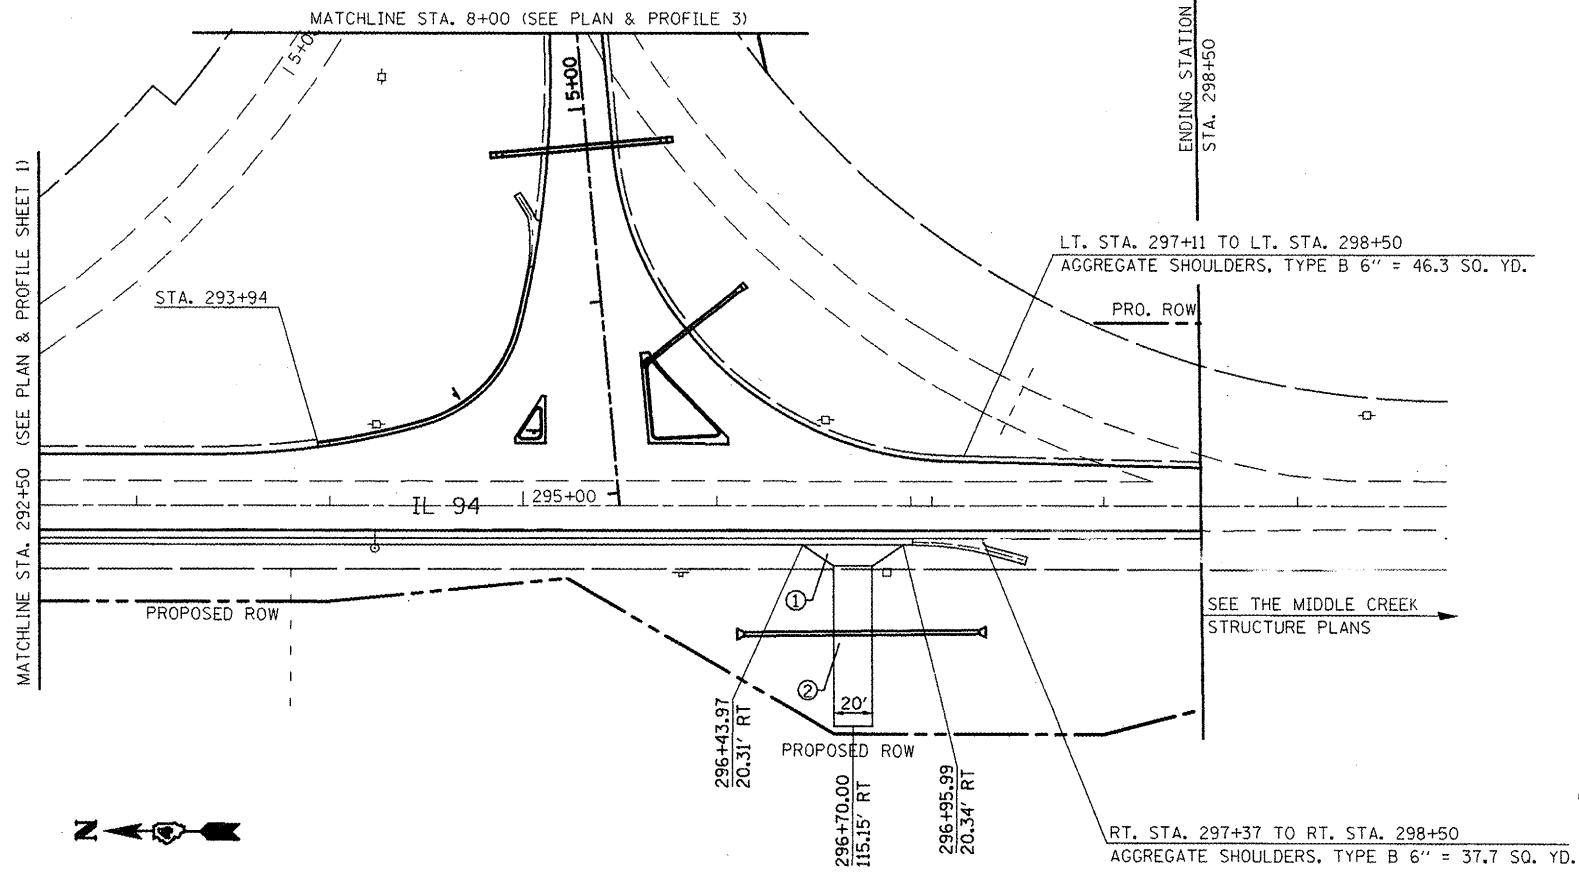 MATCHLINE STA. 8+00 (SEE PLAN & PROFILE 3)
15+00
15+00
ENDING STATION
STA. 298+50
MATCHLINE STA. 292+50 (SEE PLAN & PROFILE SHEET 1)
LT. STA. 297+11 TO LT. STA. 298+50
AGGREGATE SHOULDERS, TYPE B 6" = 46.3 SQ. YD.
STA. 293+94
PRO. ROW
IL 94
295+00
PROPOSED ROW
1
SEE THE MIDDLE CREEK
STRUCTURE PLANS
2
20'
296+43.97
20.31' RT
PROPOSED ROW
296+70.00
115.15' RT
296+95.99
20.34' RT
N
RT. STA. 297+37 TO RT. STA. 298+50
AGGREGATE SHOULDERS, TYPE B 6" = 37.7 SQ. YD.